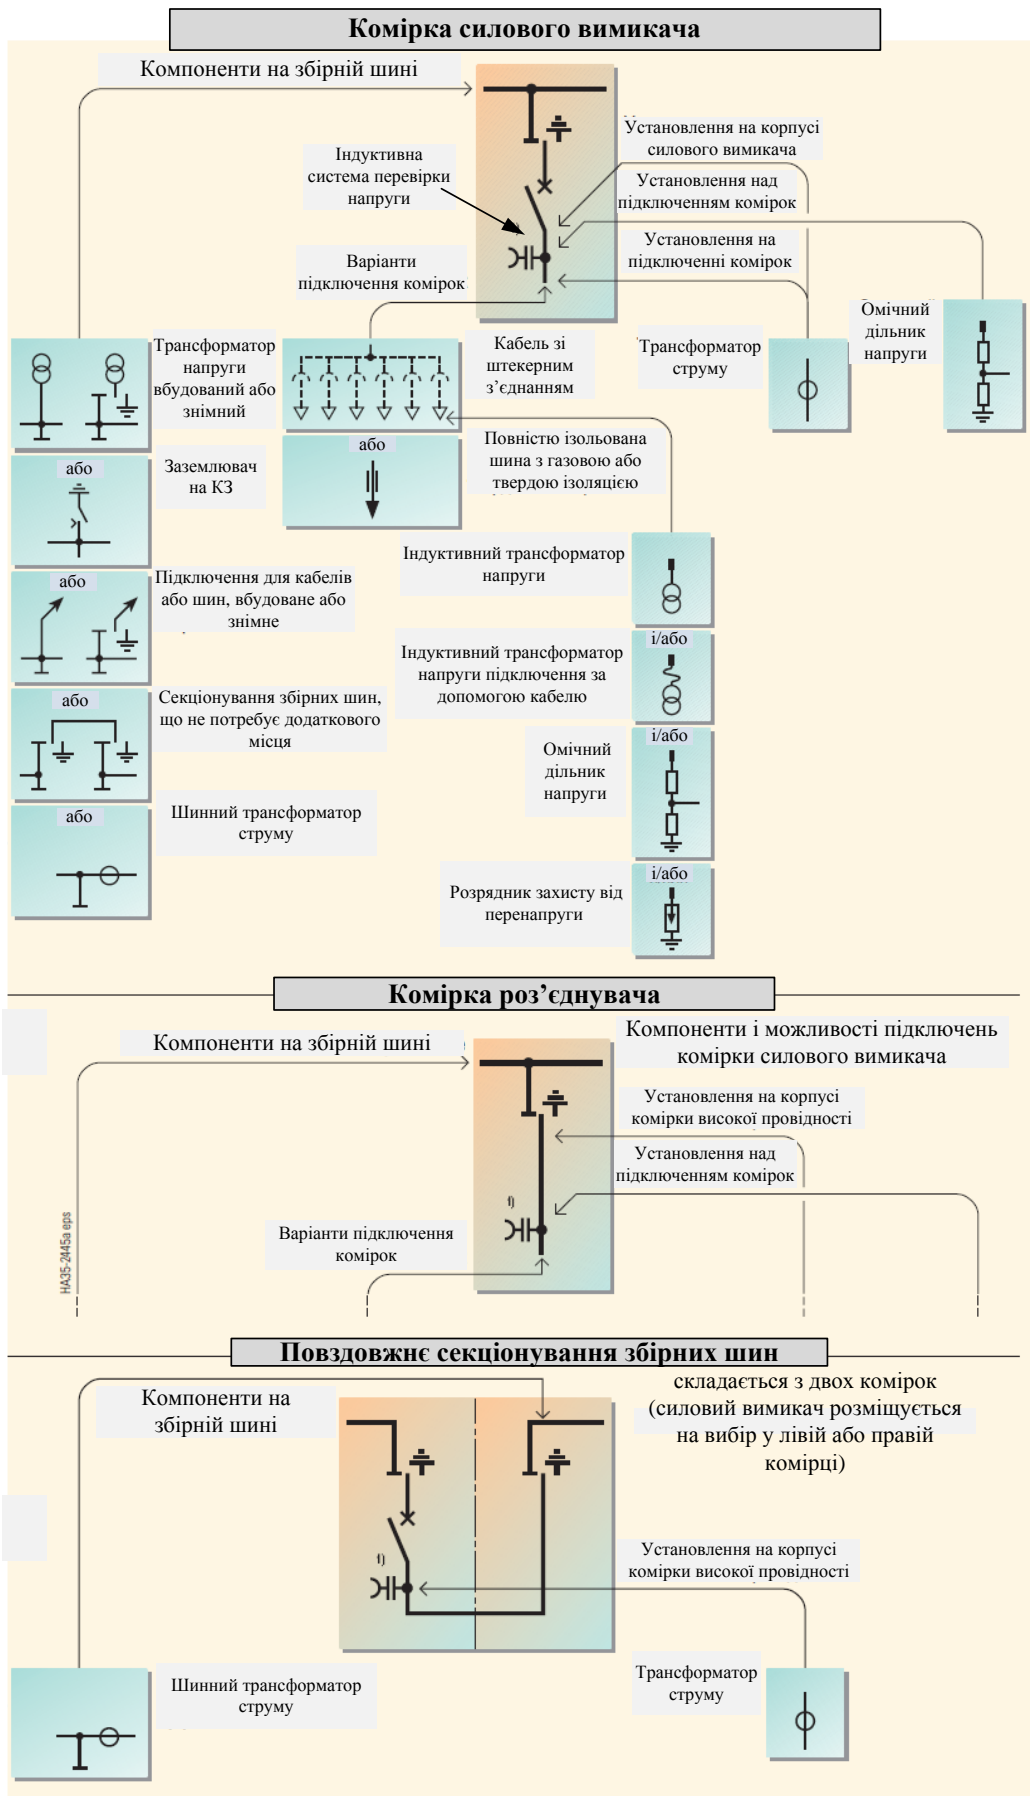 Комірка силового вимикача
Компоненти на збірній шині
Установлення на корпусі
силового вимикача
Індуктивна
система перевірки
напруги
Установлення над
підключенням комірок
Варіанти
підключення комірок
Установлення на
підключенні комірок
Трансформатор
напруги
вбудований або
знімний
Кабель зі
штекерним
з’єднанням
Трансформатор
струму
Омічний
дільник
напруги
або
Заземлювач
на КЗ
або
Повністю ізольована
шина з газовою або
твердою ізоляцією
Індуктивний трансформатор
напруги
або
Підключення для кабелів
або шин, вбудоване або
знімне
і/або
Індуктивний трансформатор
напруги підключення за
допомогою кабелю
або
Секціонування збірних шин,
що не потребує додаткового
місця
і/або
Омічний
дільник
напруги
або
Шинний трансформатор
струму
і/або
Розрядник захисту від
перенапруги
Комірка роз’єднувача
Компоненти на збірній шині
Компоненти і можливості підключень
комірки силового вимикача
Установлення на корпусі
комірки високої провідності
Установлення над
підключенням комірок
1)
Варіанти підключення
комірок
HA35-2445a eps
Повздовжнє секціонування збірних шин
Компоненти на
збірній шині
складається з двох комірок
(силовий вимикач розміщується
на вибір у лівій або правій
комірці)
1)
Установлення на корпусі
комірки високої провідності
Шинний трансформатор
струму
Трансформатор
струму